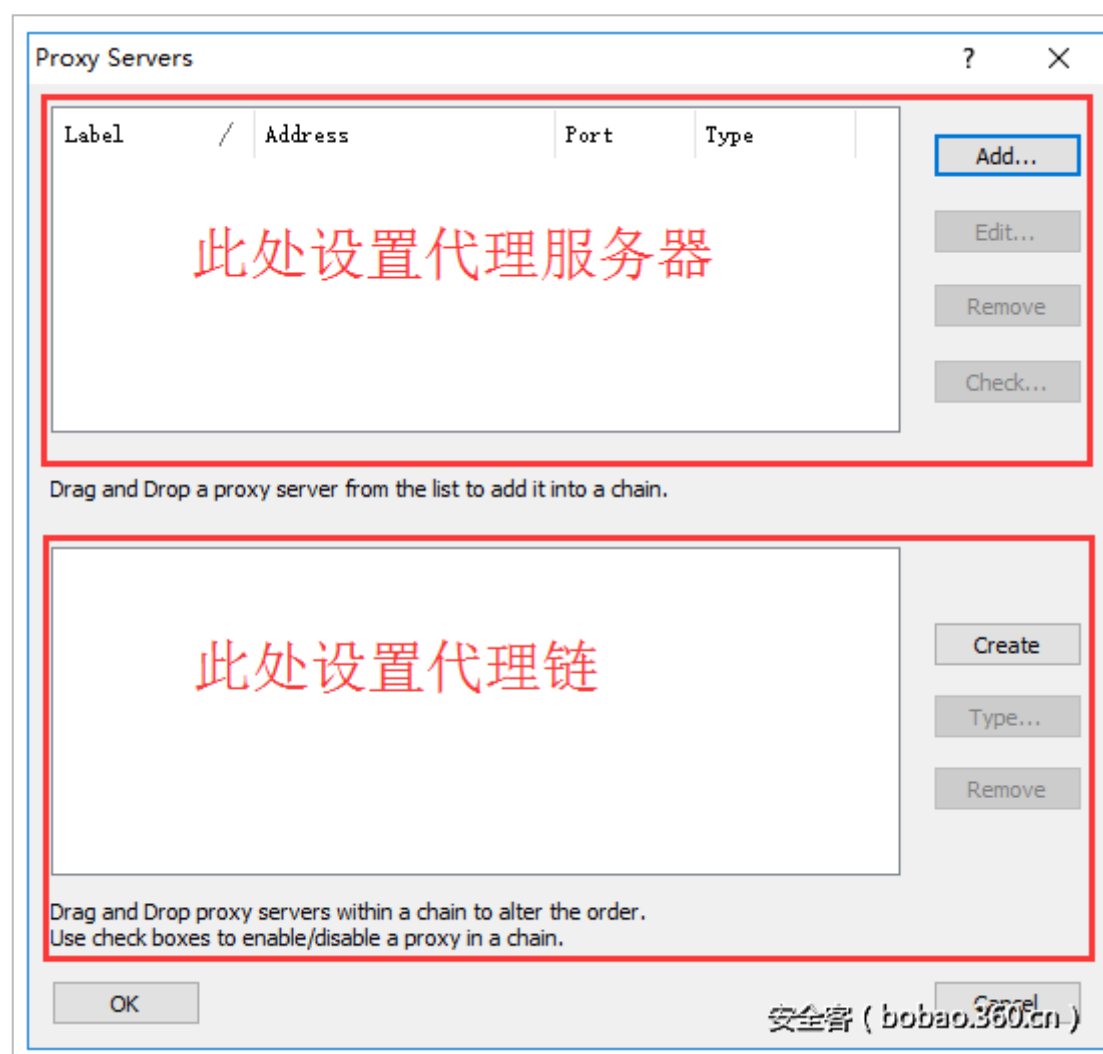 Proxy Servers ? ×
Label / Address Port Type
Add...
此处设置代理服务器
Edit...
Remove
Check...
Drag and Drop a proxy server from the list to add it into a chain.
此处设置代理链
Create
Type...
Remove
Drag and Drop proxy servers within a chain to alter the order.
Use check boxes to enable/disable a proxy in a chain.
OK
Cancel
安全客（bobao.360.cn）